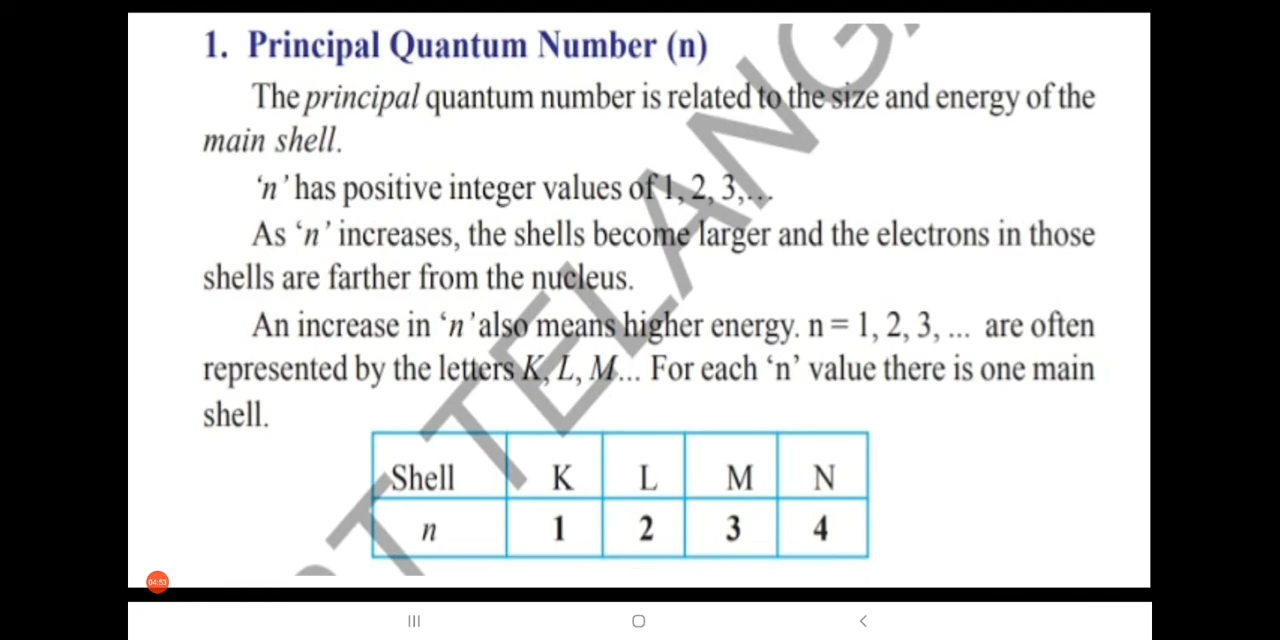 1. Principal Quantum Number (n)
The principal quantum number is related to the size and energy of the
main shell.
‘n’ has positive integer values of 1, 2, 3,...
As ‘n’ increases, the shells become larger and the electrons in those
shells are farther from the nucleus.
An increase in ‘n’ also means higher energy. n = 1, 2, 3, ... are often
represented by the letters K, L, M... For each ‘n’ value there is one main
shell.
Shell K L M N
n 1 2 3 4
T TELANG
04:53